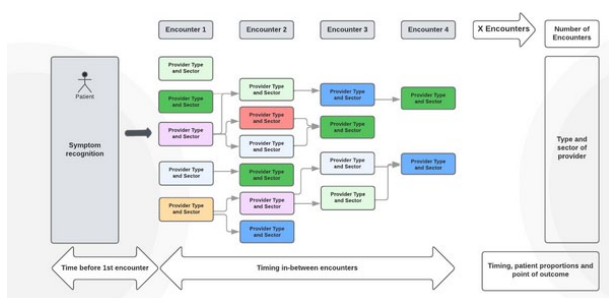 Encounter 1
Encounter 2
Encounter 3
Encounter 4
X Encounters
Number of
Encounters
Patient
Symptom
recognition
Provider Type
and Sector
Provider Type
and Sector
Provider Type
and Sector
Provider Type
and Sector
Provider Type
and Sector
Provider Type
and Sector
Provider Type
and Sector
Provider Type
and Sector
Provider Type
and Sector
Provider Type
and Sector
Provider Type
and Sector
Provider Type
and Sector
Provider Type
and Sector
Provider Type
and Sector
Provider Type
and Sector
Provider Type
and Sector
Provider Type
and Sector
Type and
sector of
provider
Time before 1st encounter
Timing in-between encounters
Timing, patient proportions and
point of outcome